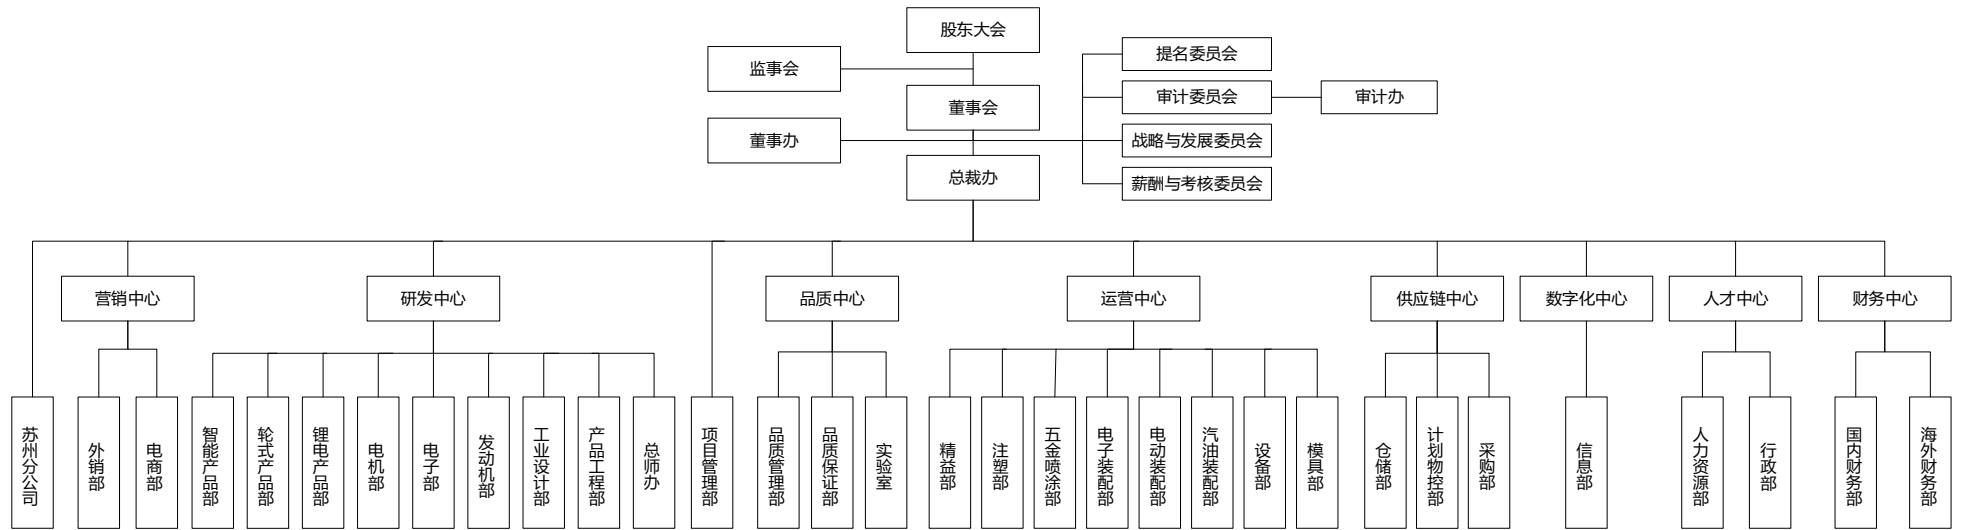 股东大会
监事会
提名委员会
董事会
审计委员会
审计办
董事办
战略与发展委员会
总裁办
薪酬与考核委员会
营销中心
研发中心
品质中心
运营中心
供应链中心
数字化中心
人才中心
财务中心
苏州分公司
外销部
电商部
智能产品部
轮式产品部
锂电产品部
电机部
电子部
发动机部
工业设计部
产品工程部
总师办
项目管理部
品质管理部
品质保证部
实验室
精益部
注塑部
五金喷涂部
电子装配部
电动装配部
汽油装配部
设备部
模具部
仓储部
计划物控部
采购部
信息部
人力资源部
行政部
国内财务部
海外财务部